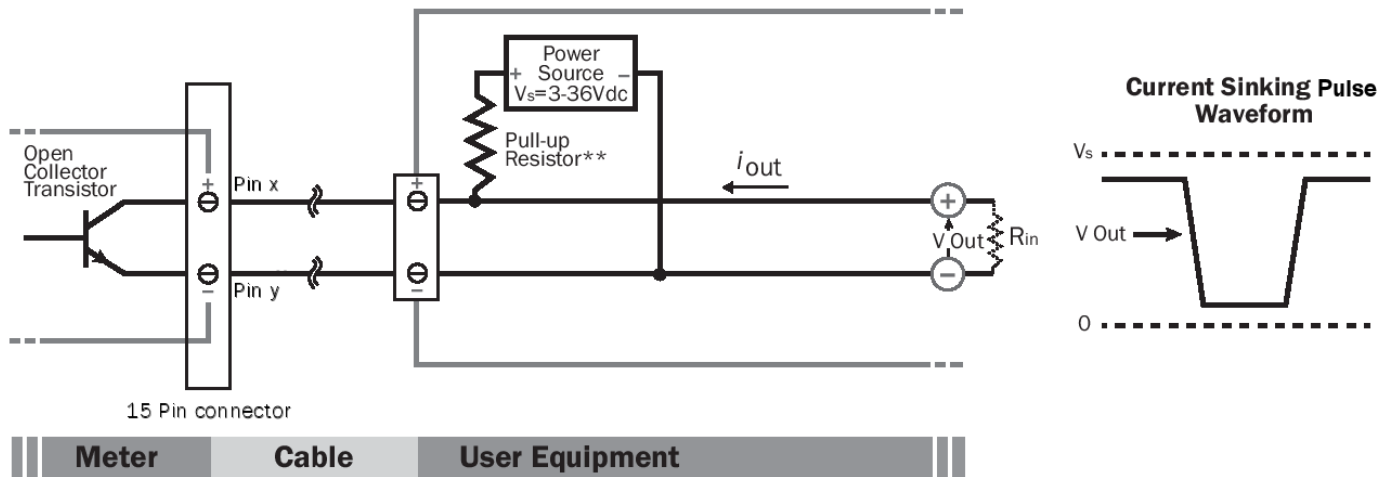 Power
+ Source −
Vs=3-36Vdc
Current Sinking Pulse
Waveform
Open
Collector
Transistor
Pull-up
Resistor**
Vs
+
Pin x
+
iout
+
V Out
Rin
V Out
−
Pin y
−
−
0
15 Pin connector
Meter
Cable
User Equipment